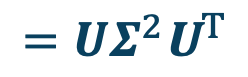 = 𝑼𝜮²𝑼ᵀ